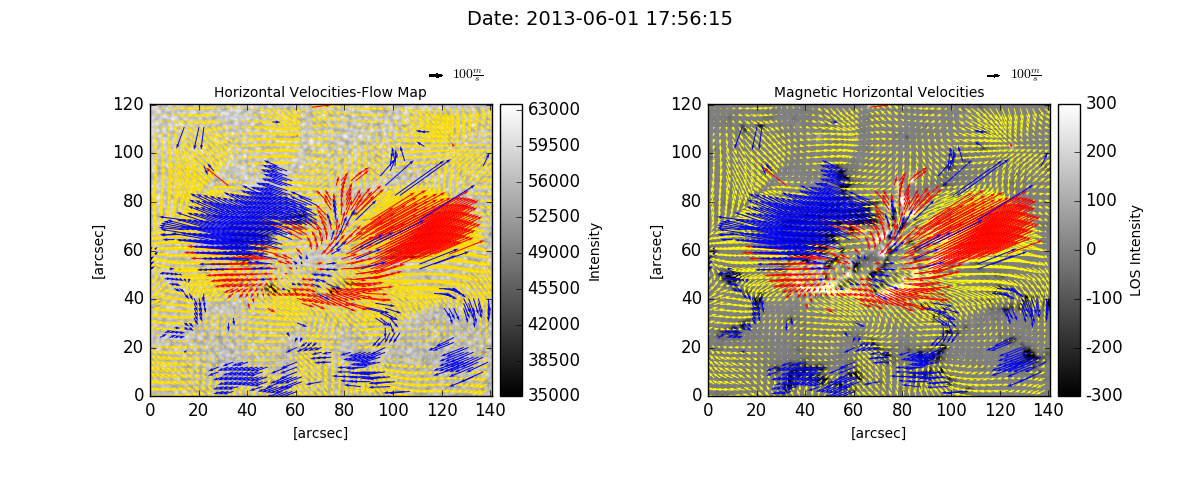 Date: 2013-06-01 17:56:15
100 m/s
Horizontal Velocities-Flow Map
120
100
80
60
40
20
0
[arcsec]
0 20 40 60 80 100 120 140
[arcsec]
63000
59500
56000
52500
49000
45500
42000
38500
35000
Intensity
100 m/s
Magnetic Horizontal Velocities
120
100
80
60
40
20
0
[arcsec]
0 20 40 60 80 100 120 140
[arcsec]
300
200
100
0
-100
-200
-300
LOS Intensity